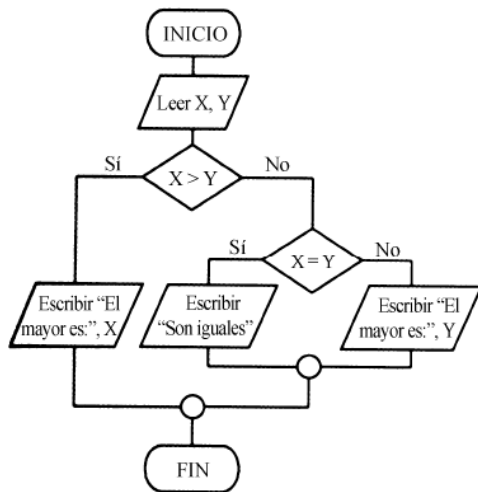 INICIO
Leer X, Y
Sí
No
X > Y
Sí
No
X = Y
Escribir “El
mayor es:”, X
Escribir
“Son iguales”
Escribir “El
mayor es:”, Y
FIN